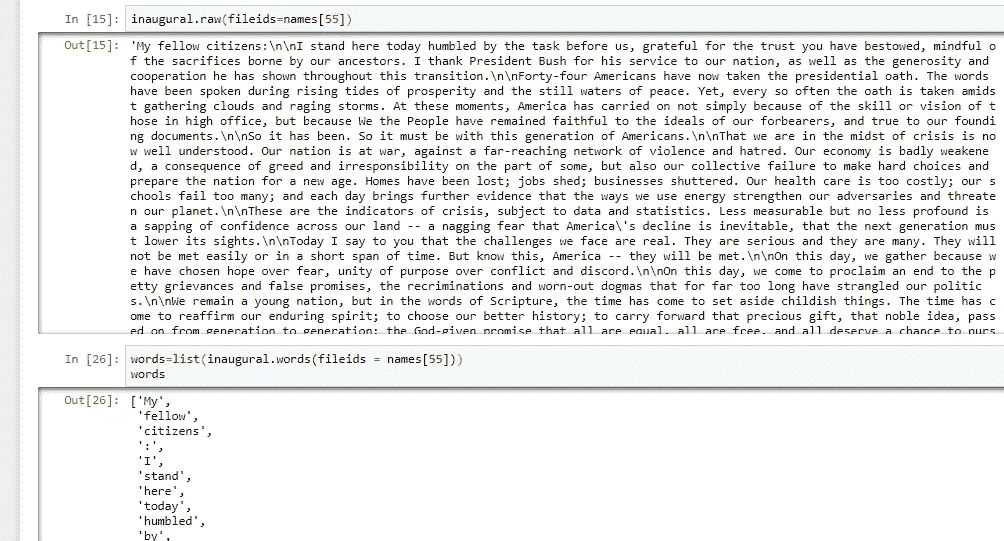 In [15]: inaugural.raw(fileids=names[55])
Out[15]: 'My fellow citizens:\n\nI stand here today humbled by the task before us, grateful for the trust you have bestowed, mindful o
f the sacrifices borne by our ancestors. I thank President Bush for his service to our nation, as well as the generosity and
cooperation he has shown throughout this transition.\n\nForty-four Americans have now taken the presidential oath. The words
have been spoken during rising tides of prosperity and the still waters of peace. Yet, every so often the oath is taken amids
t gathering clouds and raging storms. At these moments, America has carried on not simply because of the skill or vision of t
hose in high office, but because We the People have remained faithful to the ideals of our forbearers, and true to our foundi
ng documents.\n\nSo it has been. So it must be with this generation of Americans.\n\nThat we are in the midst of crisis is no
w well understood. Our nation is at war, against a far-reaching network of violence and hatred. Our economy is badly weakene
d, a consequence of greed and irresponsibility on the part of some, but also our collective failure to make hard choices and
prepare the nation for a new age. Homes have been lost; jobs shed; businesses shuttered. Our health care is too costly; our s
chools fail too many; and each day brings further evidence that the ways we use energy strengthen our adversaries and threate
n our planet.\n\nThese are the indicators of crisis, subject to data and statistics. Less measurable but no less profound is
a sapping of confidence across our land -- a nagging fear that America\'s decline is inevitable, that the next generation mus
t lower its sights.\n\nToday I say to you that the challenges we face are real. They are serious and they are many. They will
not be met easily or in a short span of time. But know this, America -- they will be met.\n\nOn this day, we gather because w
e have chosen hope over fear, unity of purpose over conflict and discord.\n\nOn this day, we come to proclaim an end to the p
etty grievances and false promises, the recriminations and worn-out dogmas that for far too long have strangled our politic
s.\n\nWe remain a young nation, but in the words of Scripture, the time has come to set aside childish things. The time has c
ome to reaffirm our enduring spirit; to choose our better history; to carry forward that precious gift, that noble idea, pass
ed on from generation to generation: the God-given promise that all are equal, all are free, and all deserve a chance to purs
In [26]: words=list(inaugural.words(fileids = names[55]))
words
Out[26]: ['My',
'fellow',
'citizens',
':',
'I',
'stand',
'here',
'today',
'humbled',
'by',